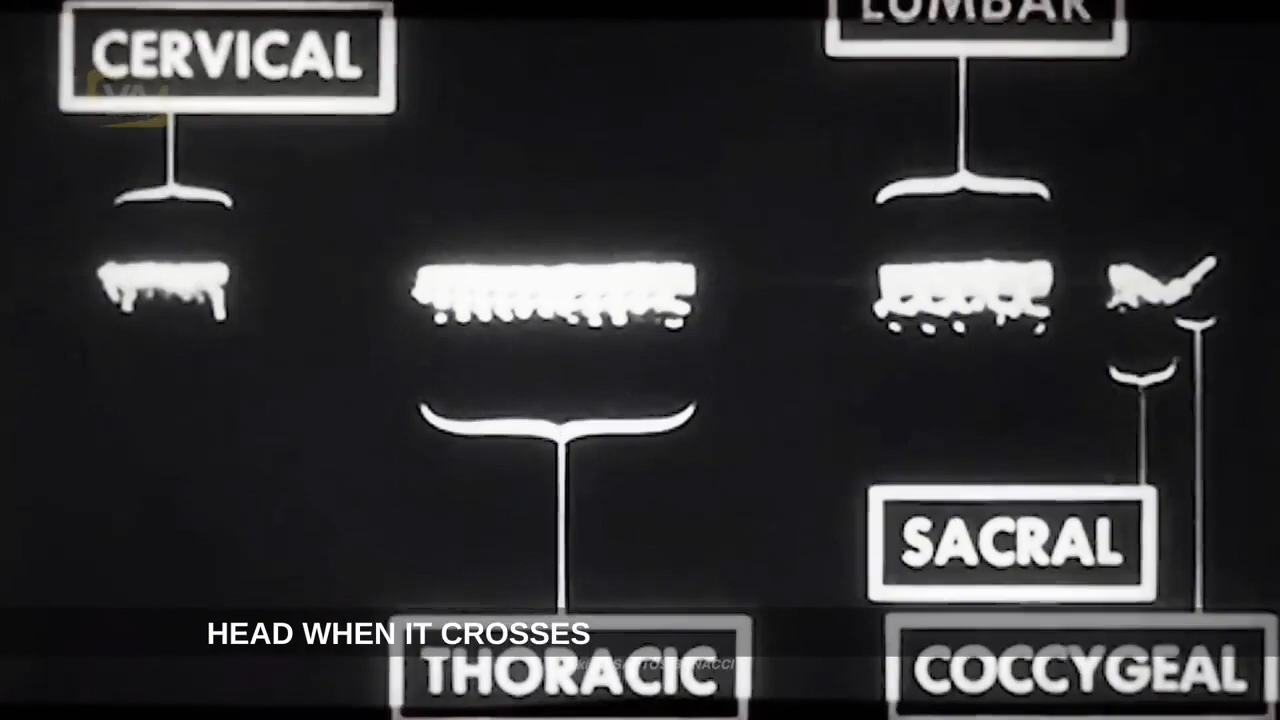 CERVICAL
LUMBAR
SACRAL
HEAD WHEN IT CROSSES
THORACIC
COCCYGEAL